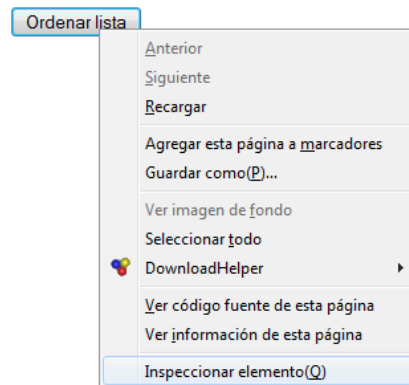 Ordenar lista
Anterior
Siguiente
Recargar
Agregar esta página a marcadores
Guardar como(P)...
Ver imagen de fondo
Seleccionar todo
DownloadHelper
Ver código fuente de esta página
Ver información de esta página
Inspeccionar elemento(Q)